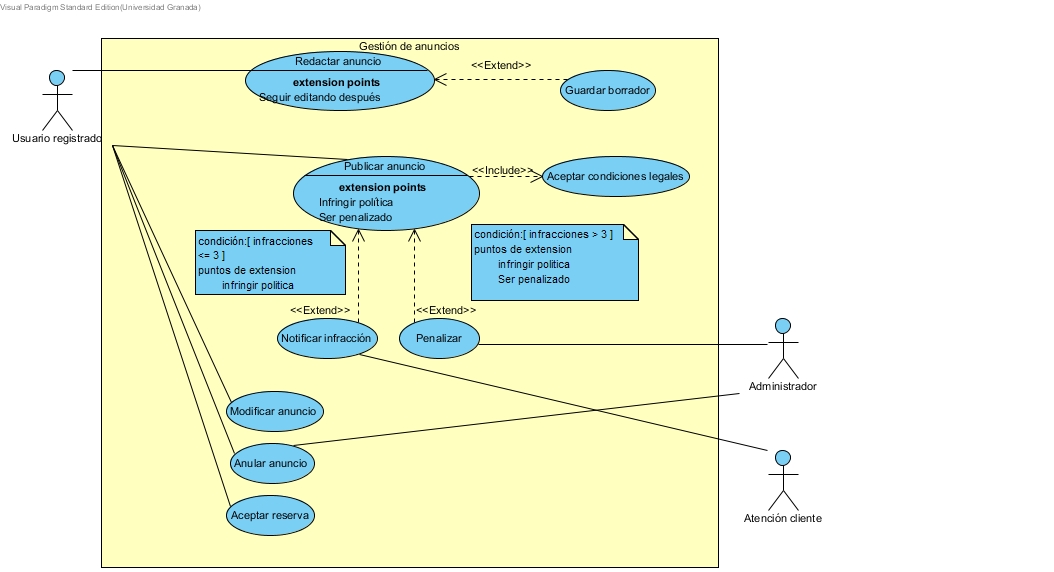 Visual Paradigm Standard Edition(Universidad Granada)
Gestión de anuncios
Redactar anuncio
extension points
Seguir editando después
<<Extend>>
Guardar borrador
Usuario registrado
Publicar anuncio
extension points
Infringir política
Ser penalizado
<<Include>>
Aceptar condiciones legales
condición:[ infracciones
<= 3 ]
puntos de extension
infringir politica
condición:[ infracciones > 3 ]
puntos de extension
infringir politica
Ser penalizado
<<Extend>>
<<Extend>>
Notificar infracción
Penalizar
Administrador
Modificar anuncio
Anular anuncio
Aceptar reserva
Atención cliente